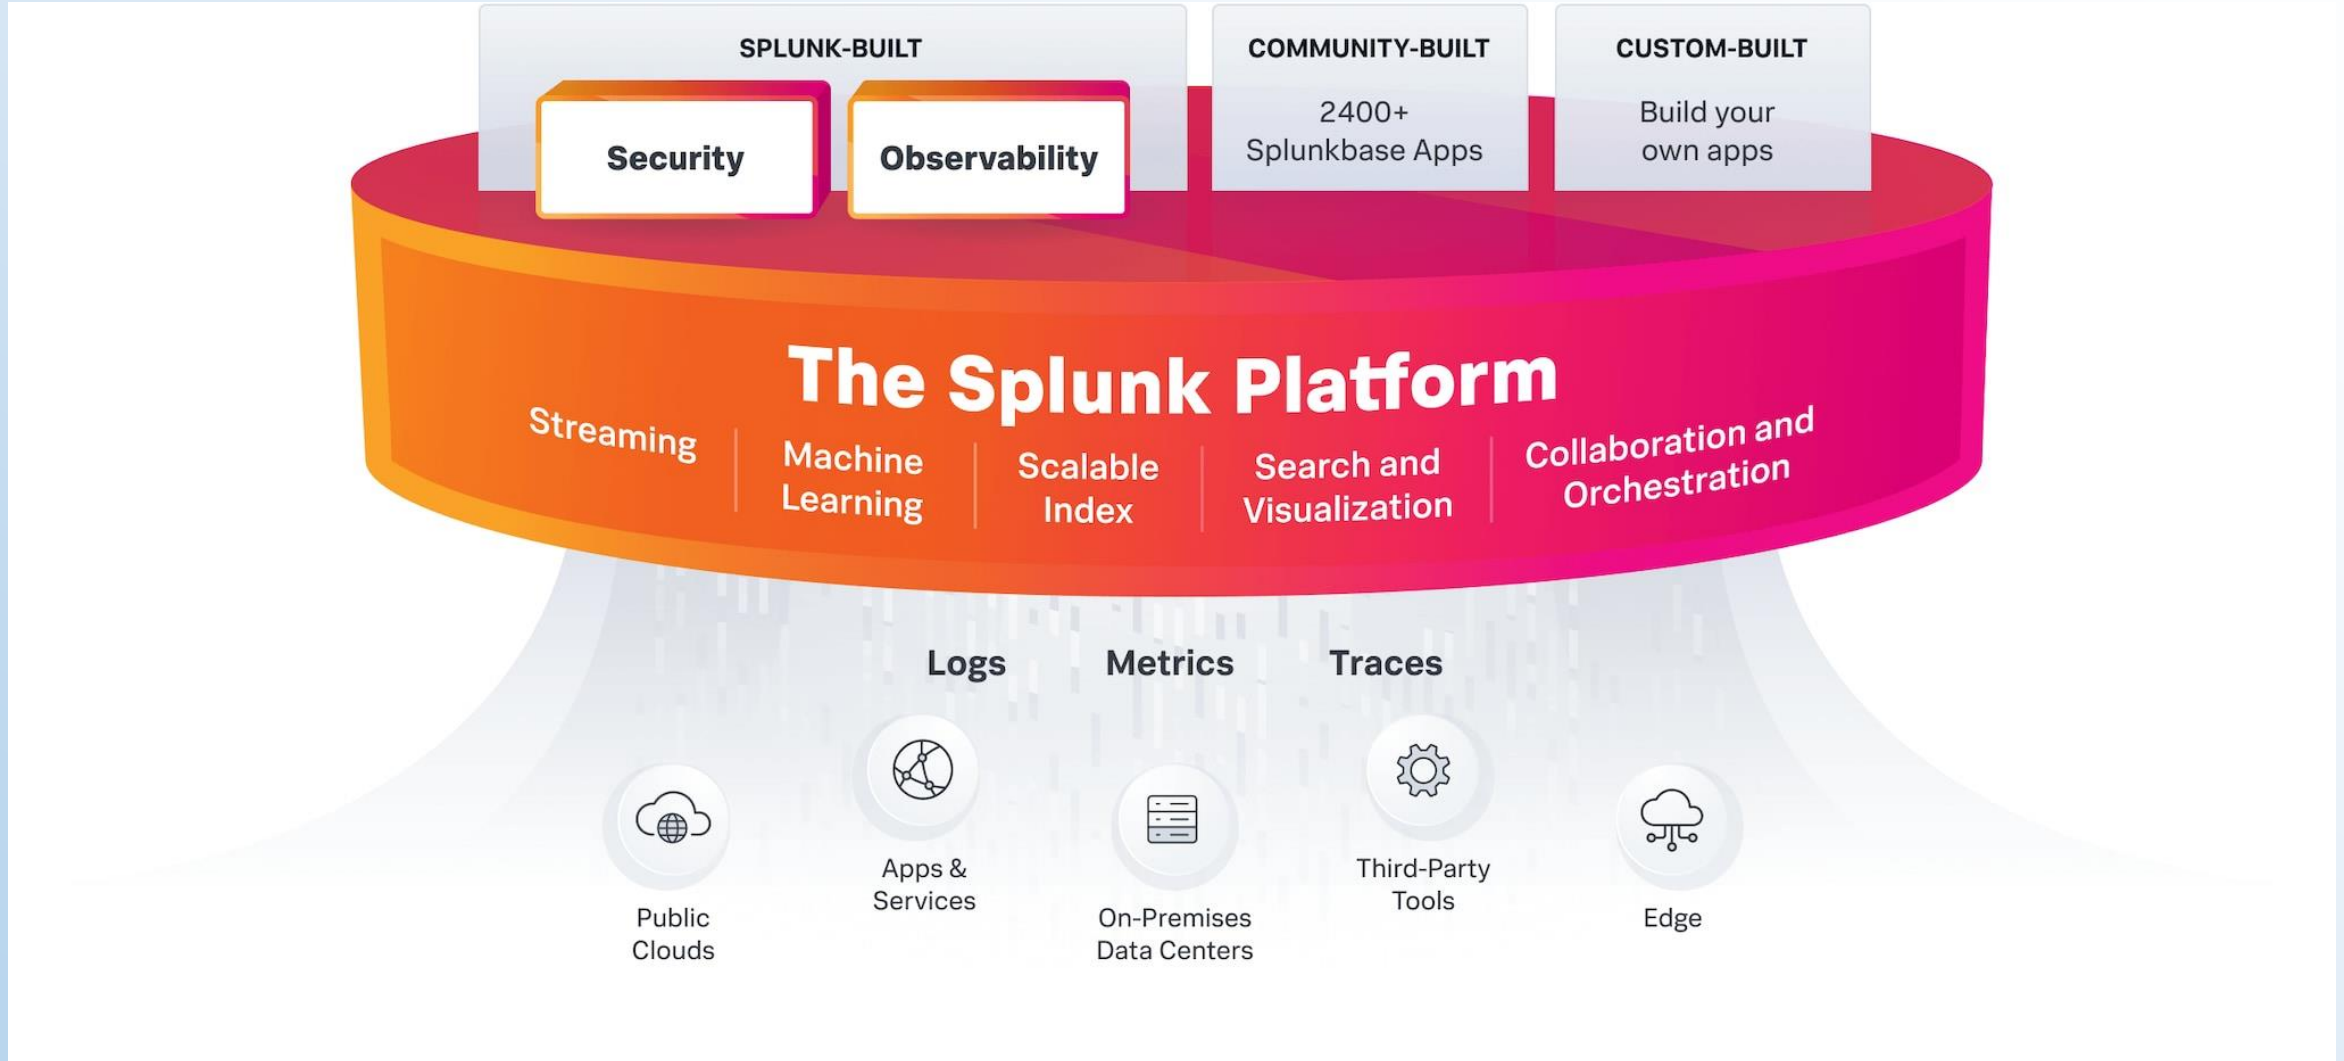 SPLUNK-BUILT
Security
Observability
COMMUNITY-BUILT
2400+
Splunkbase Apps
CUSTOM-BUILT
Build your
own apps
The Splunk Platform
Streaming
Machine
Learning
Scalable
Index
Search and
Visualization
Collaboration and
Orchestration
Logs
Metrics
Traces
Public
Clouds
Apps &
Services
On-Premises
Data Centers
Third-Party
Tools
Edge